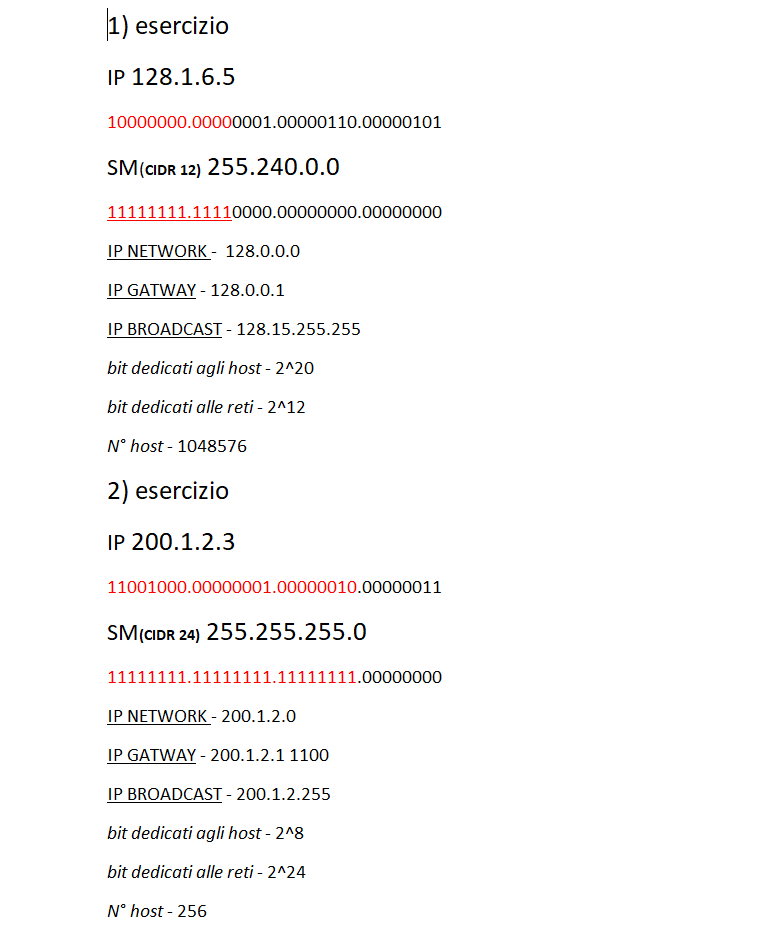 1) esercizio
IP 128.1.6.5
10000000.00000001.00000110.00000101
SM(CIDR 12) 255.240.0.0
11111111.11110000.00000000.00000000
IP NETWORK -  128.0.0.0
IP GATWAY - 128.0.0.1
IP BROADCAST - 128.15.255.255
bit dedicati agli host - 2^20
bit dedicati alle reti - 2^12
N° host - 1048576
2) esercizio
IP 200.1.2.3
11001000.00000001.00000010.00000011
SM(CIDR 24) 255.255.255.0
11111111.11111111.11111111.00000000
IP NETWORK - 200.1.2.0
IP GATWAY - 200.1.2.1 1100
IP BROADCAST - 200.1.2.255
bit dedicati agli host - 2^8
bit dedicati alle reti - 2^24
N° host - 256